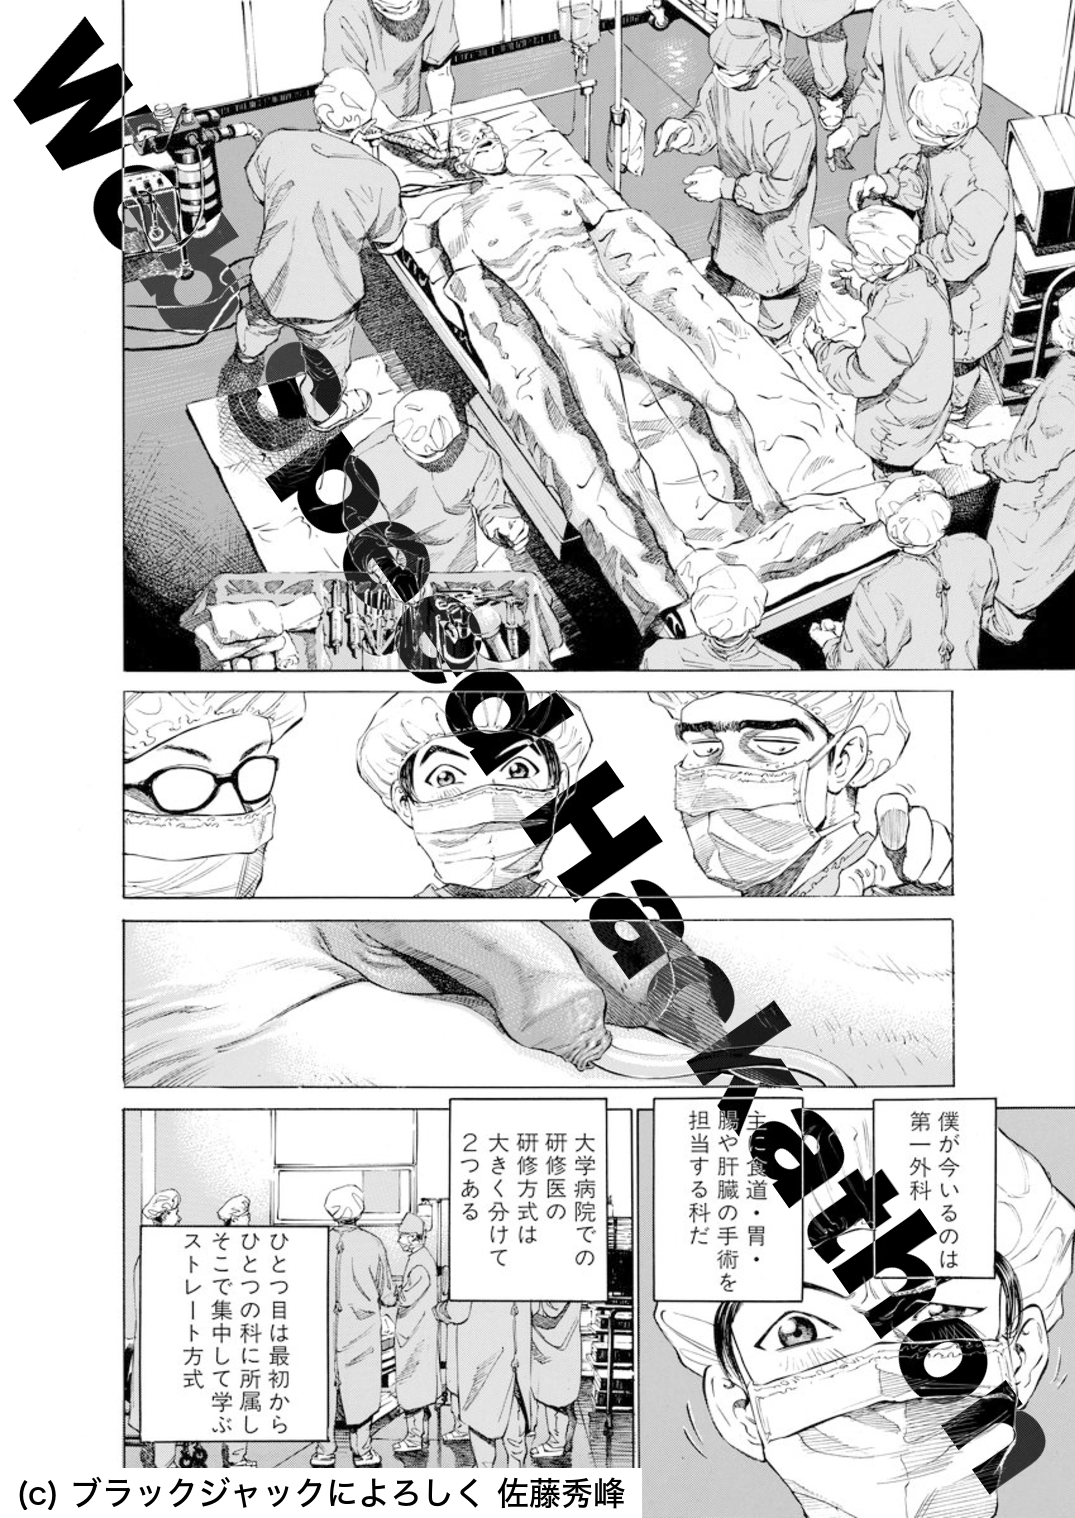 僕が今いるのは
第一外科
主に食道・胃・
腸や肝臓の手術を
担当する科だ
大学病院での
研修医の
研修方式は
大きく分けて
2つある
ひとつ目は最初から
ひとつの科に所属し
そこで集中して学ぶ
ストレート方式
(c) ブラックジャックによろしく 佐藤秀峰